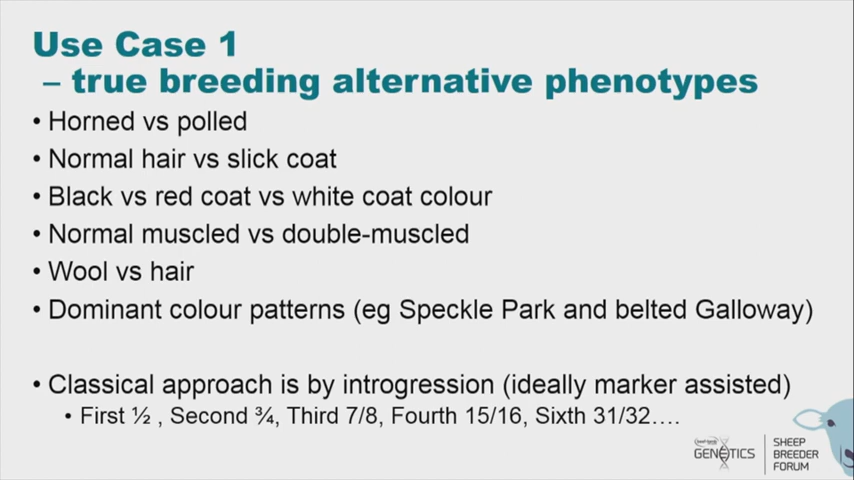 Use Case 1
– true breeding alternative phenotypes
• Horned vs polled
• Normal hair vs slick coat
• Black vs red coat vs white coat colour
• Normal muscled vs double-muscled
• Wool vs hair
• Dominant colour patterns (eg Speckle Park and belted Galloway)
• Classical approach is by introgression (ideally marker assisted)
• First ½ , Second ¾, Third 7/8, Fourth 15/16, Sixth 31/32….
GENETICS
SHEEP
BREEDER
FORUM